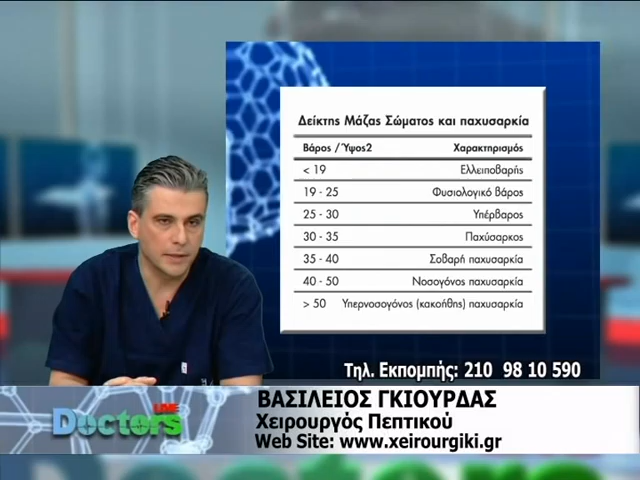 Δείκτης Μάζας Σώματος και παχυσαρκία
Βάρος / Ύψος2 Χαρακτηρισμός
< 19 Ελλειποβαρής
19 - 25 Φυσιολογικό βάρος
25 - 30 Υπέρβαρος
30 - 35 Παχύσαρκος
35 - 40 Σοβαρή παχυσαρκία
40 - 50 Νοσογόνος παχυσαρκία
> 50 Υπερνοσογόνος (κακοήθης) παχυσαρκία
Τηλ. Εκπομπής: 210 98 10 590
LIVE
Doctors
ΒΑΣΙΛΕΙΟΣ ΓΚΙΟΥΡΔΑΣ
Χειρουργός Πεπτικού
Web Site: www.xeirourgiki.gr